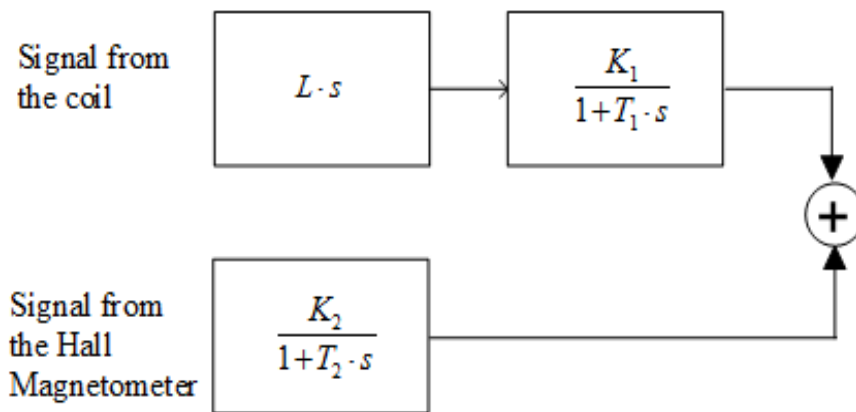 Signal from
the coil
L · s
K₁
1+T₁ · s
+
Signal from
the Hall
Magnetometer
K₂
1+T₂ · s